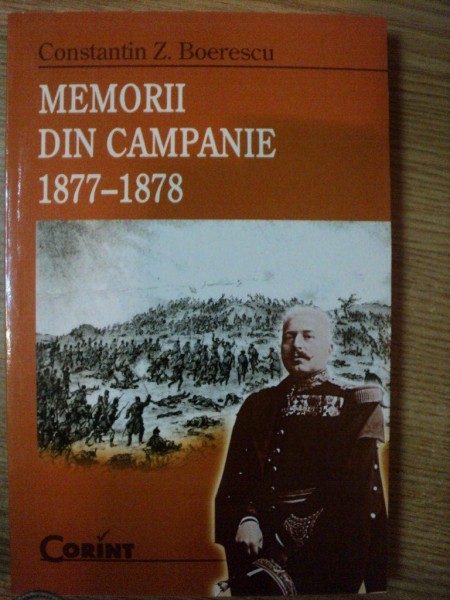 Constantin Z. Boerescu
MEMORII
DIN CAMPANIE
1877–1878
CORINT